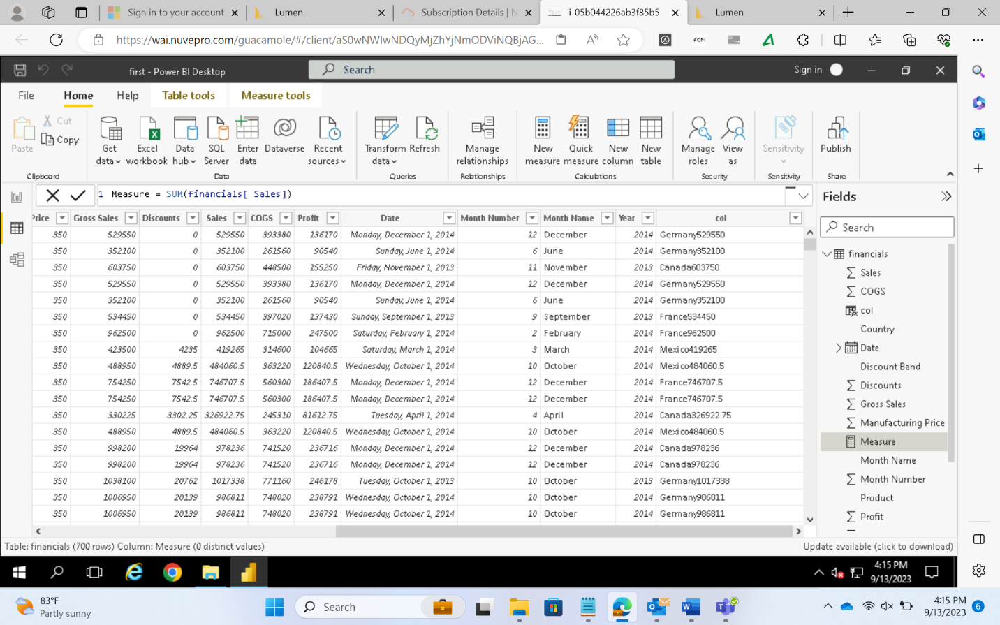 Sign in to your account
Lumen
Subscription Details | N
i-05b044226ab3f85b5
Lumen
https://wai.nuvepro.com/guacamole/#/client/aS0wNWIwNDQyMjZhYjNmODViNQBjAG...
FCM
first - Power BI Desktop
Search
Sign in
File
Home
Help
Table tools
Measure tools
Paste
Cut
Copy
Get data
Excel workbook
Data hub
SQL Server
Enter data
Dataverse
Recent sources
Transform data
Refresh
Manage relationships
New measure
Quick measure
New column
New table
Manage roles
View as
Sensitivity
Publish
Clipboard
Data
Queries
Relationships
Calculations
Security
Sensitivity
Share
1 Measure = SUM(financials[ Sales])
Price Gross Sales Discounts Sales COGS Profit Date Month Number Month Name Year col
350 529550 0 529550 393380 136170 Monday, December 1, 2014 12 December 2014 Germany529550
350 352100 0 352100 261560 90540 Sunday, June 1, 2014 6 June 2014 Germany352100
350 603750 0 603750 448500 155250 Friday, November 1, 2013 11 November 2013 Canada603750
350 529550 0 529550 393380 136170 Monday, December 1, 2014 12 December 2014 Germany529550
350 352100 0 352100 261560 90540 Sunday, June 1, 2014 6 June 2014 Germany352100
350 534450 0 534450 397020 137430 Sunday, September 1, 2013 9 September 2013 France534450
350 962500 0 962500 715000 247500 Saturday, February 1, 2014 2 February 2014 France962500
350 423500 4235 419265 314600 104665 Saturday, March 1, 2014 3 March 2014 Mexico419265
350 488950 4889.5 484060.5 363220 120840.5 Wednesday, October 1, 2014 10 October 2014 Mexico484060.5
350 754250 7542.5 746707.5 560300 186407.5 Monday, December 1, 2014 12 December 2014 France746707.5
350 754250 7542.5 746707.5 560300 186407.5 Monday, December 1, 2014 12 December 2014 France746707.5
350 330225 3302.25 326922.75 245310 81612.75 Tuesday, April 1, 2014 4 April 2014 Canada326922.75
350 488950 4889.5 484060.5 363220 120840.5 Wednesday, October 1, 2014 10 October 2014 Mexico484060.5
350 998200 19964 978236 741520 236716 Monday, December 1, 2014 12 December 2014 Canada978236
350 998200 19964 978236 741520 236716 Monday, December 1, 2014 12 December 2014 Canada978236
350 1038100 20762 1017338 771160 246178 Tuesday, October 1, 2013 10 October 2013 Germany1017338
350 1006950 20139 986811 748020 238791 Wednesday, October 1, 2014 10 October 2014 Germany986811
350 1006950 20139 986811 748020 238791 Wednesday, October 1, 2014 10 October 2014 Germany986811
Fields
Search
financials
Sales
COGS
col
Country
Date
Discount Band
Discounts
Gross Sales
Manufacturing Price
Measure
Month Name
Month Number
Product
Profit
Table: financials (700 rows) Column: Measure (0 distinct values)
Update available (click to download)
4:15 PM
9/13/2023
83°F
Partly sunny
Search
4:15 PM
9/13/2023
6